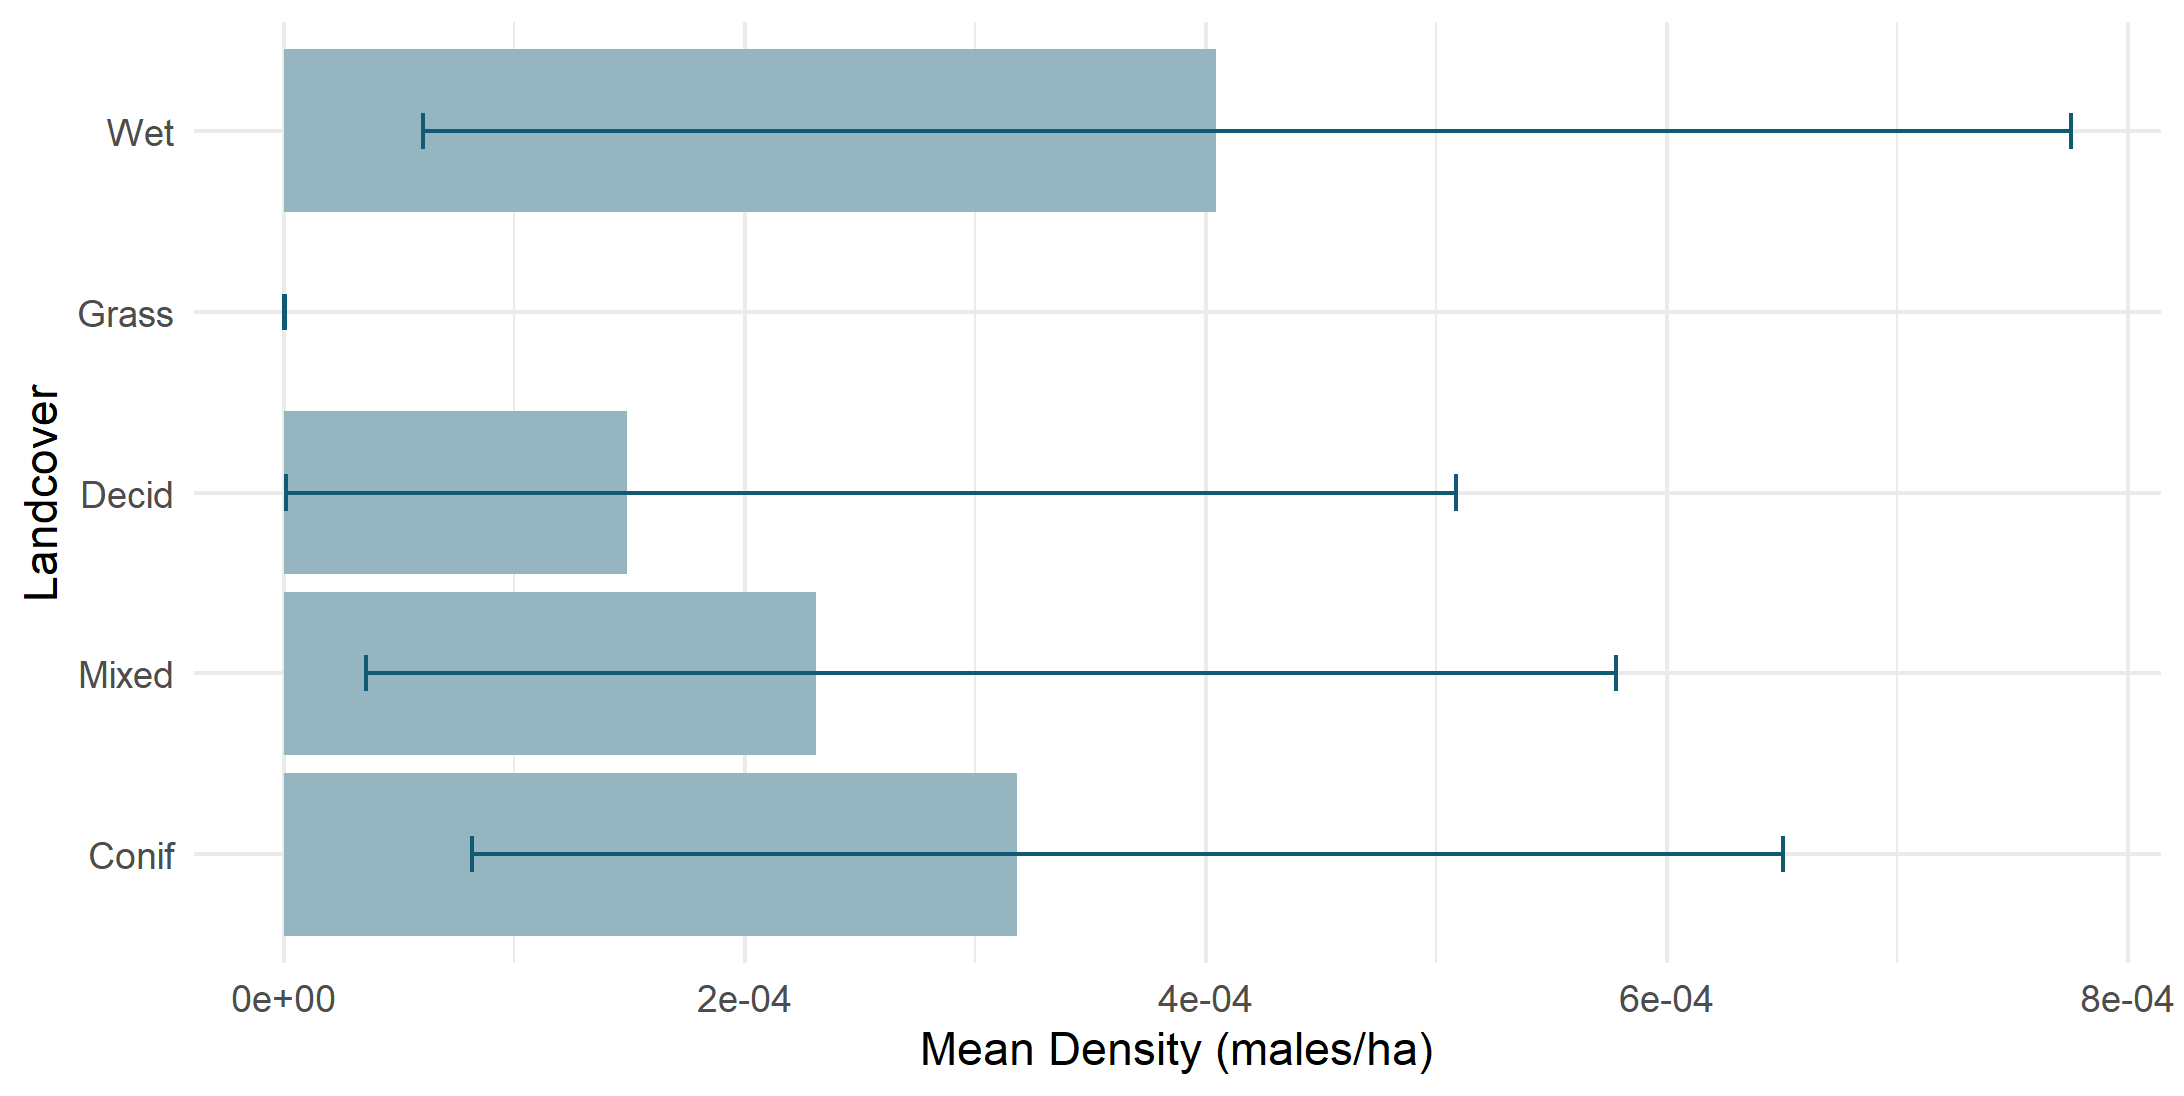 Landcover
Wet
Grass
Decid
Mixed
Conif
0e+00 2e-04 4e-04 6e-04 8e-04
Mean Density (males/ha)